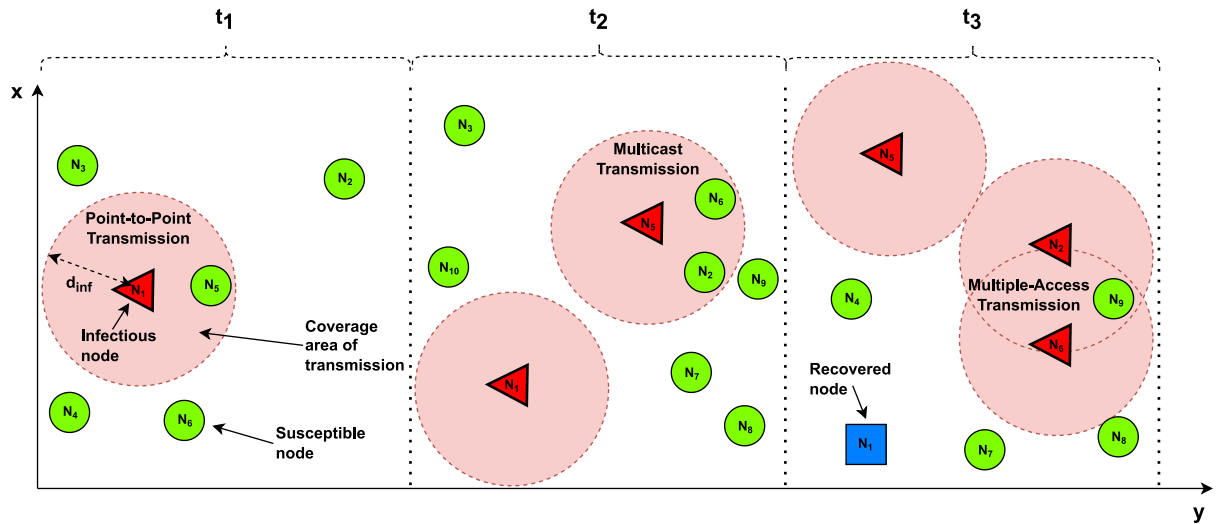 t1
t2
t3
x
N3
N2
Point-to-Point
Transmission
dinf
N1
N5
Infectious
node
Coverage
area of
transmission
N4
N6
Susceptible
node
N3
Multicast
Transmission
N6
N5
N10
N2
N9
N1
N7
N8
N5
N2
N4
Multiple-Access
Transmission
N9
N6
Recovered
node
N1
N7
N8
y